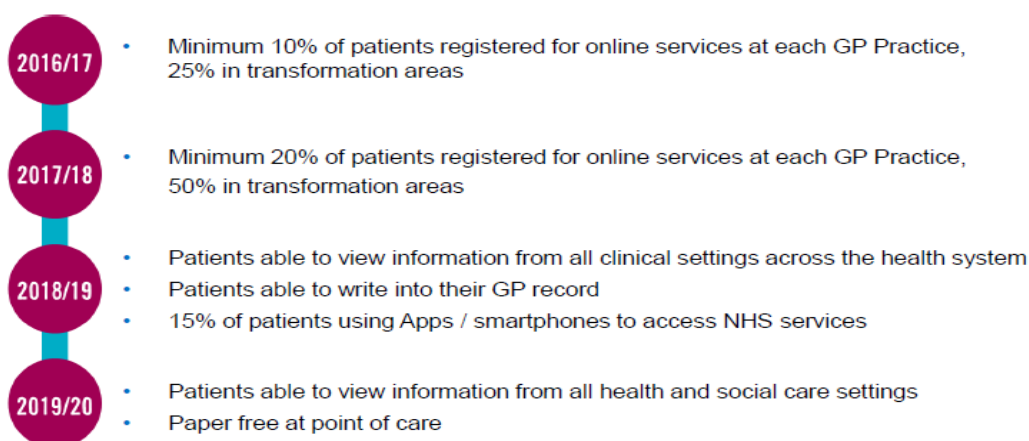 2016/17
• Minimum 10% of patients registered for online services at each GP Practice,
25% in transformation areas
2017/18
• Minimum 20% of patients registered for online services at each GP Practice,
50% in transformation areas
2018/19
• Patients able to view information from all clinical settings across the health system
• Patients able to write into their GP record
• 15% of patients using Apps / smartphones to access NHS services
2019/20
• Patients able to view information from all health and social care settings
• Paper free at point of care